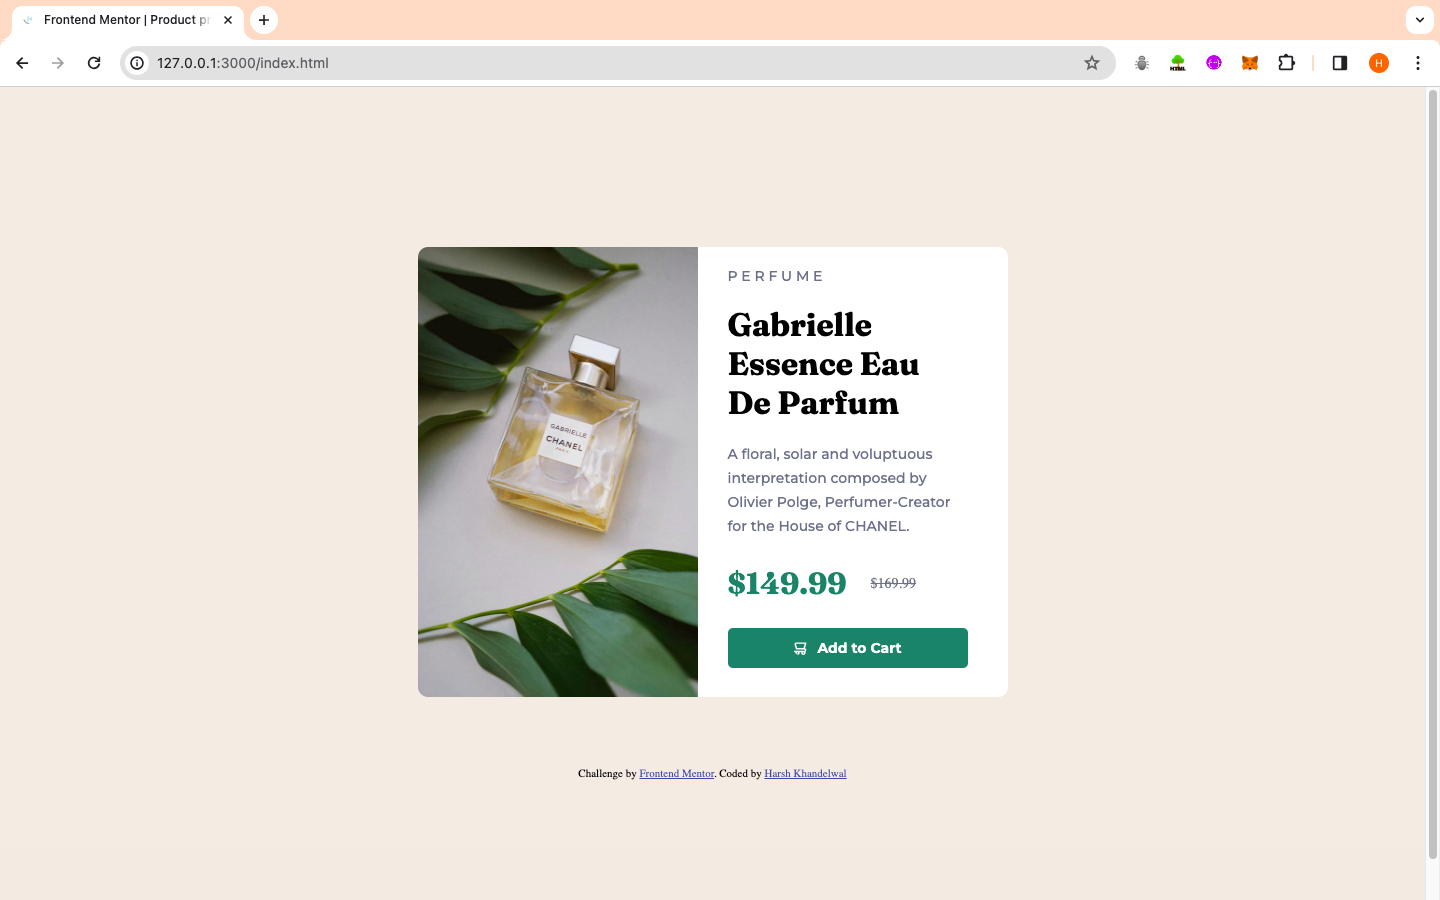 Frontend Mentor | Product pr
127.0.0.1:3000/index.html
HTML
H
GABRIELLE
CHANEL
PARIS
PERFUME
Gabrielle
Essence Eau
De Parfum
A floral, solar and voluptuous
interpretation composed by
Olivier Polge, Perfumer-Creator
for the House of CHANEL.
$149.99 $169.99
Add to Cart
Challenge by Frontend Mentor. Coded by Harsh Khandelwal